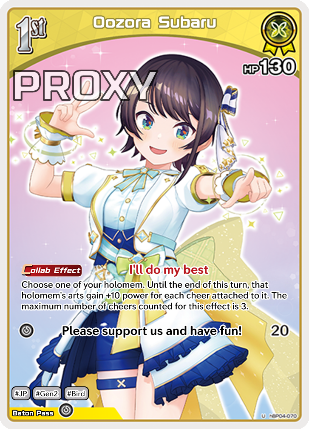 1st
Oozora Subaru
HP130
PROXY
Collab Effect
I'll do my best
Choose one of your holomem. Until the end of this turn, that
holomem's arts gain +10 power for each cheer attached to it. The
maximum number of cheers counted for this effect is 3.
Please support us and have fun! 20
#JP #Gen2 #Bird
Baton Pass
U hBP04-070